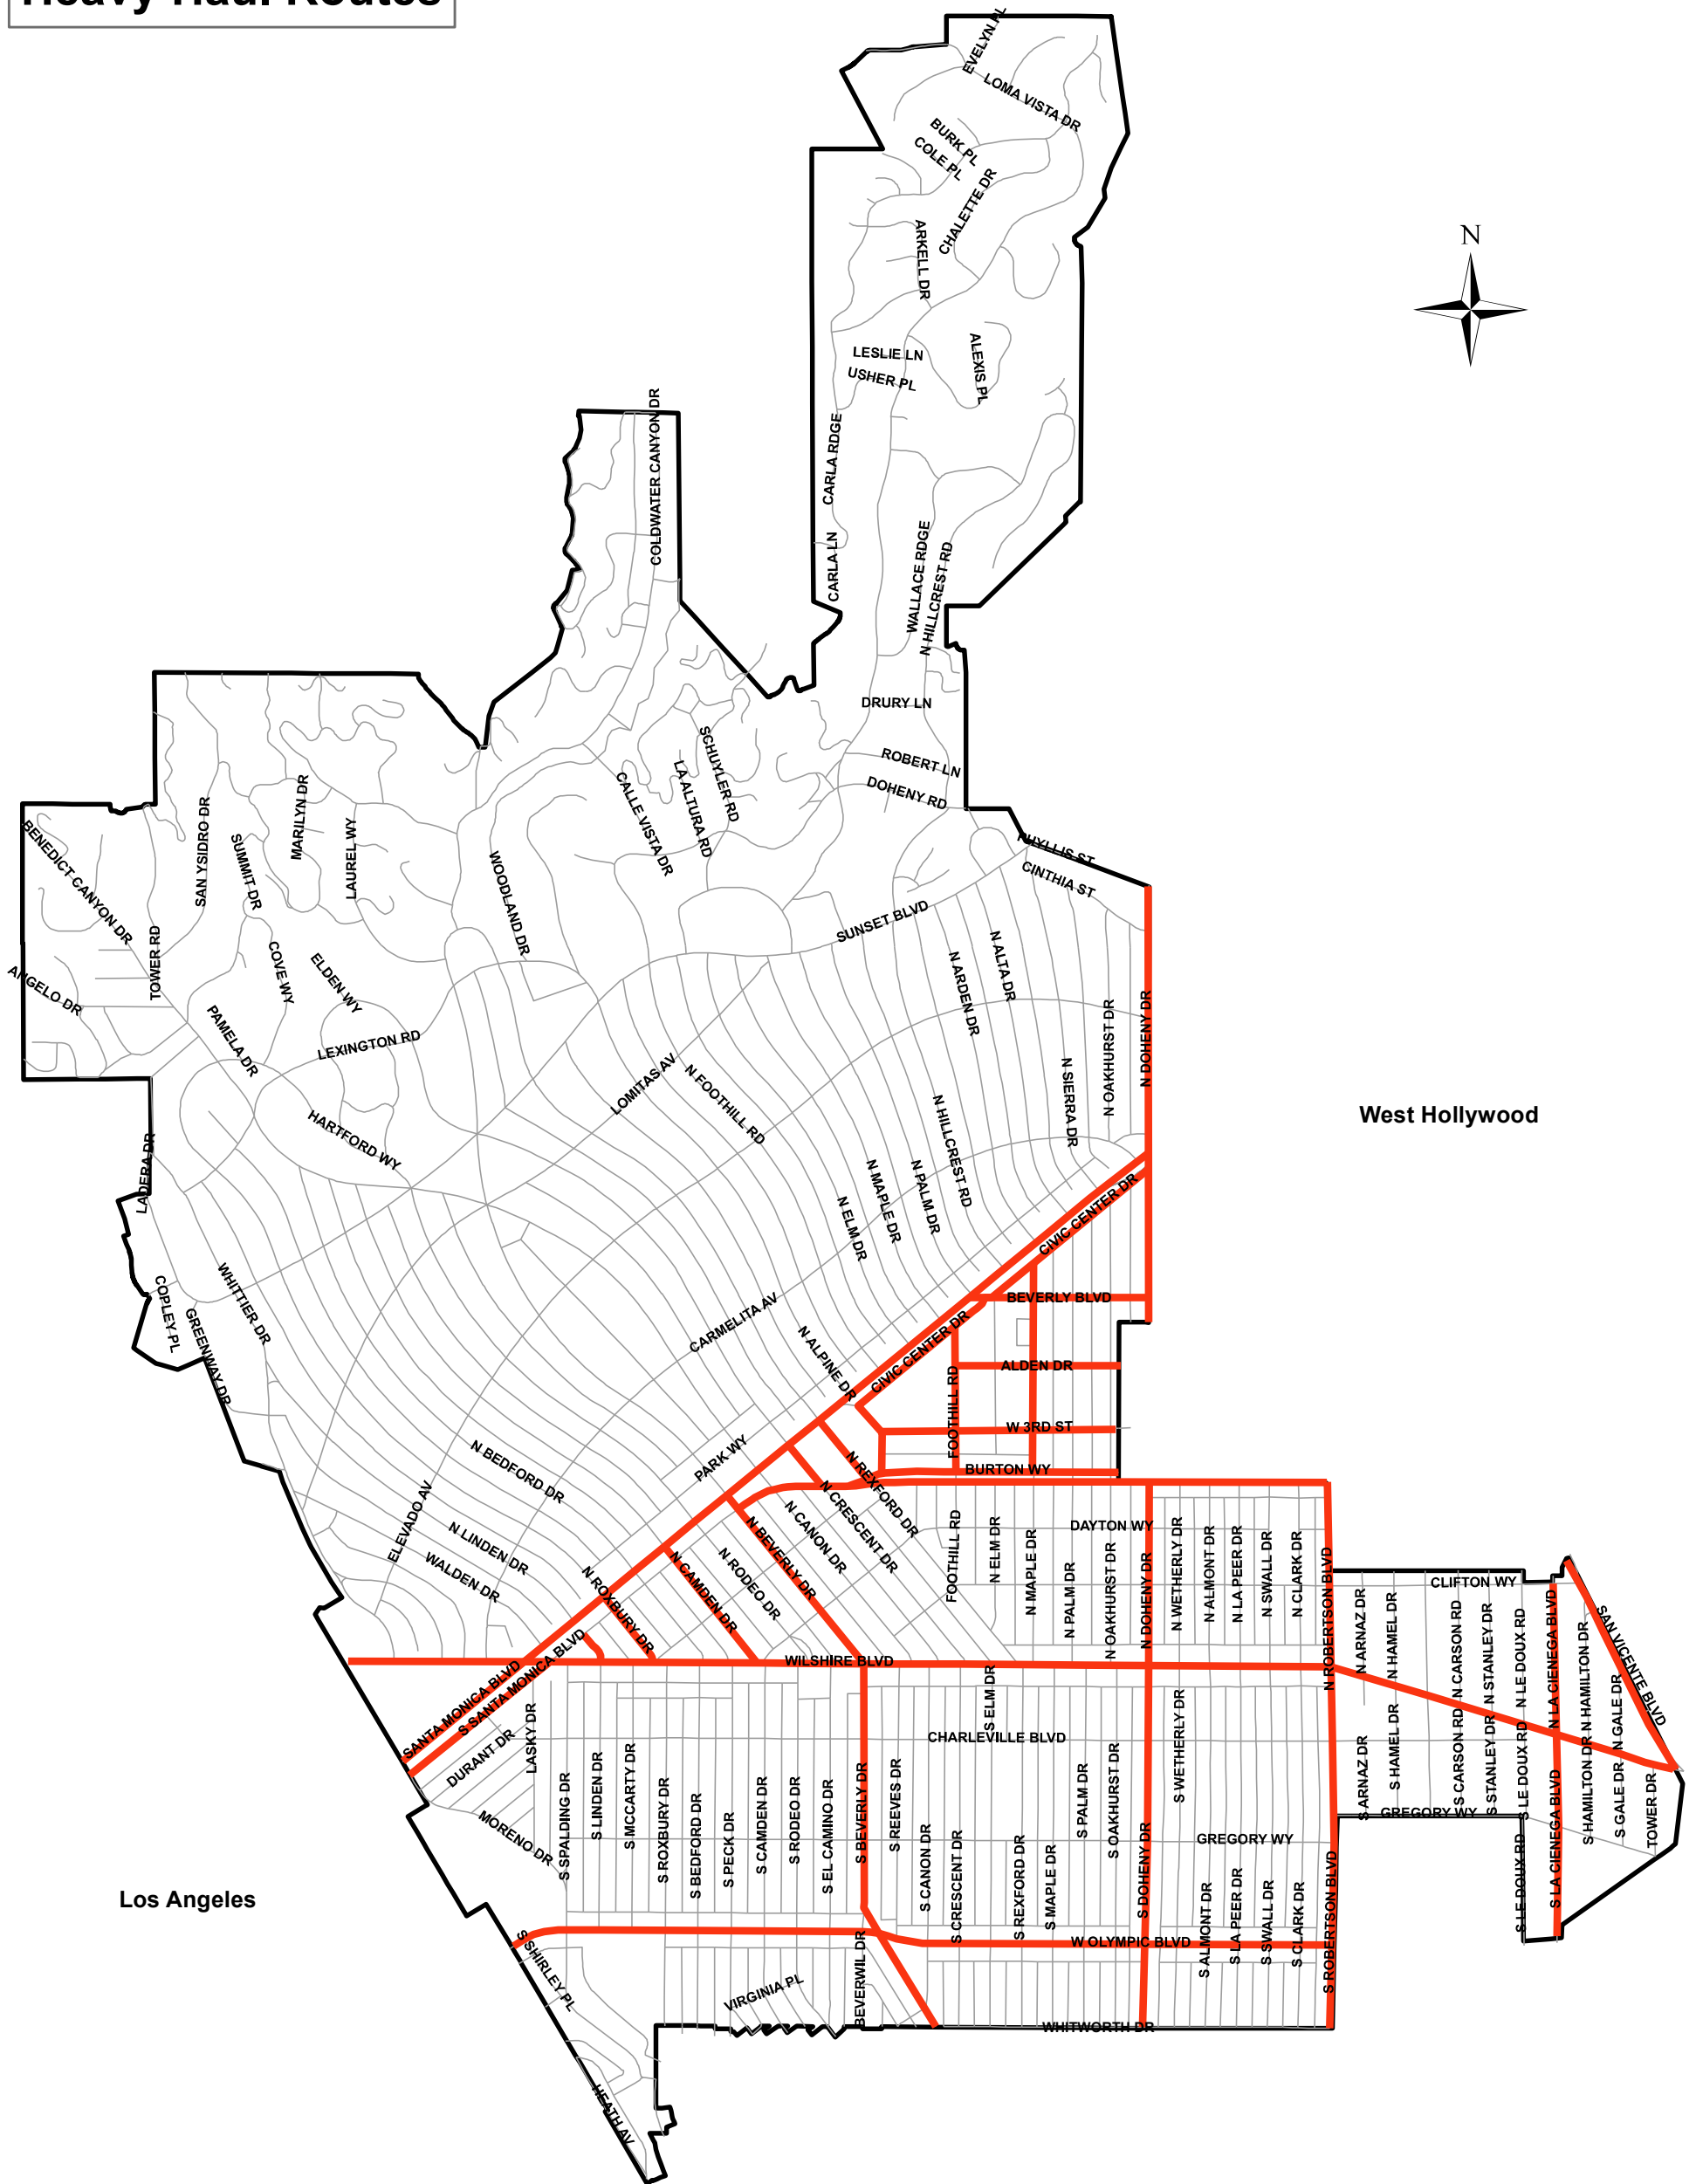 Heavy Haul Routes
EVELYN PL
LOMA VISTA DR
BURK PL
COLE PL
CHALETTE DR
ARKELL DR
N
LESLIE LN
USHER PL
ALEXIS PL
COLDWATER CANYON DR
CARLA RDGE
CARLA LN
WALLACE RDGE
N HILLCREST RD
DRURY LN
SCHUYLER RD
ROBERT LN
DOHENY RD
LA ALTURA RD
CALLE VISTA DR
MARILYN DR
SAN YSIDRO DR
BENEDICT CANYON DR
SUMMIT DR
LAUREL WY
WOODLAND DR
PHYLLIS ST
CINTHIA ST
SUNSET BLVD
TOWER RD
COVE WY
ELDEN WY
N ARDEN DR
N ALTA DR
ANGELO DR
PAMELA DR
LEXINGTON RD
N OAKHURST DR
N DOHENY DR
LOMITAS AV
N FOOTHILL RD
N SIERRA DR
West Hollywood
HARTFORD WY
LADERA DR
N HILLCREST RD
N MAPLE DR
N PALM DR
N ELM DR
CIVIC CENTER DR
WHITTIER DR
COPLEY PL
GREENWAY DR
BEVERLY BLVD
CARMELITA AV
N ALPINE DR
CIVIC CENTER DR
ALDEN DR
FOOTHILL RD
W 3RD ST
PARK WY
N BEDFORD DR
N REXFORD DR
BURTON WY
ELEVADO AV
N LINDEN DR
WALDEN DR
N CRESCENT DR
N CANON DR
N BEVERLY DR
N RODEO DR
N CAMDEN DR
N ROXBURY DR
FOOTHILL RD
N ELM DR
N MAPLE DR
DAYTON WY
N PALM DR
N OAKHURST DR
N DOHENY DR
N WETHERLY DR
N ALMONT DR
N LA PEER DR
N SWALL DR
N CLARK DR
N ROBERTSON BLVD
CLIFTON WY
N ARNAZ DR
N HAMEL DR
N CARSON RD
N STANLEY DR
N LE DOUX RD
N LA CIENEGA BLVD
N HAMILTON DR
N GALE DR
SAN VICENTE BLVD
WILSHIRE BLVD
SANTA MONICA BLVD
S SANTA MONICA BLVD
DURANT DR
LASKY DR
MORENO DR
S ELM DR
CHARLEVILLE BLVD
S WETHERLY DR
S SPALDING DR
S LINDEN DR
S MCCARTY DR
S ROXBURY DR
S BEDFORD DR
S PECK DR
S CAMDEN DR
S RODEO DR
S EL CAMINO DR
S BEVERLY DR
S REEVES DR
S CANON DR
S CRESCENT DR
S REXFORD DR
S MAPLE DR
S PALM DR
S OAKHURST DR
S DOHENY DR
GREGORY WY
S ALMONT DR
S LA PEER DR
S SWALL DR
S CLARK DR
S ROBERTSON BLVD
S ARNAZ DR
S HAMEL DR
S CARSON RD
S STANLEY DR
S LE DOUX RD
S LA CIENEGA BLVD
S HAMILTON DR
S GALE DR
TOWER DR
GREGORY WY
S LE DOUX RD
Los Angeles
S SHIRLEY PL
W OLYMPIC BLVD
BEVERWIL DR
VIRGINIA PL
WHITWORTH DR
HEATH AV